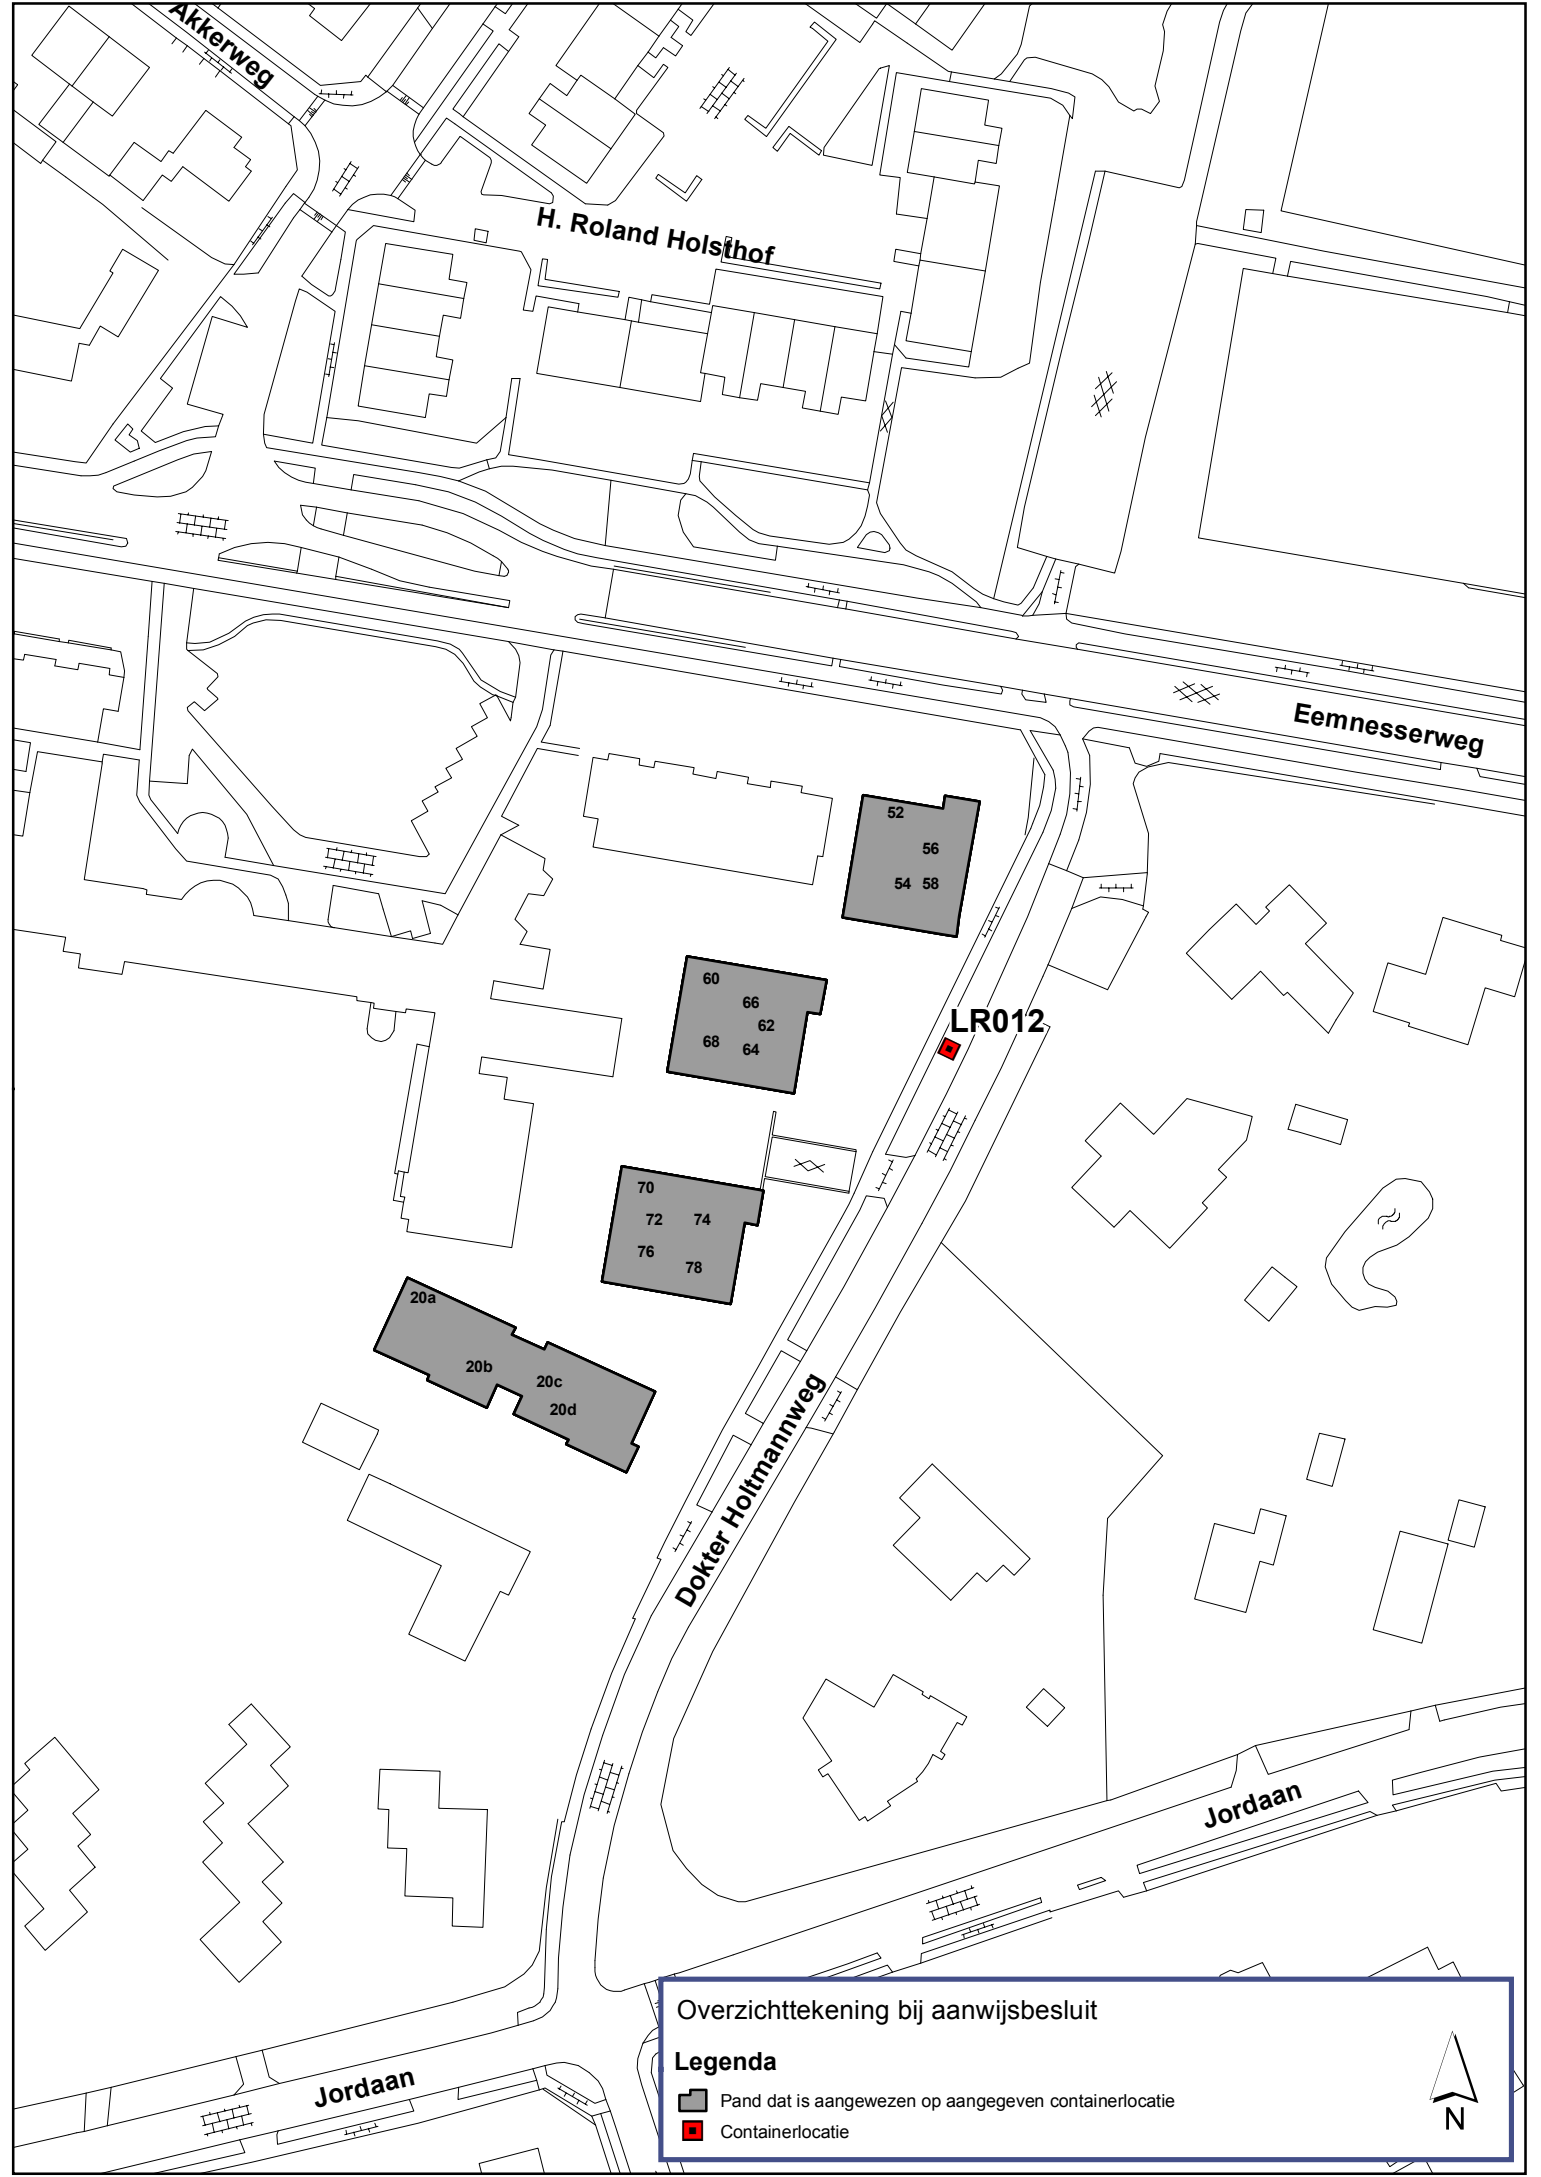 Akkerweg
H. Roland Holsthof
Eemnesserweg
52
56
54 58
60
66
62
68
64
LR012
70
72 74
76
78
20a
20b
20c
20d
Dokter Holtmannweg
Jordaan
Jordaan
Overzichttekening bij aanwijsbesluit
Legenda
Pand dat is aangewezen op aangegeven containerlocatie
Containerlocatie
N